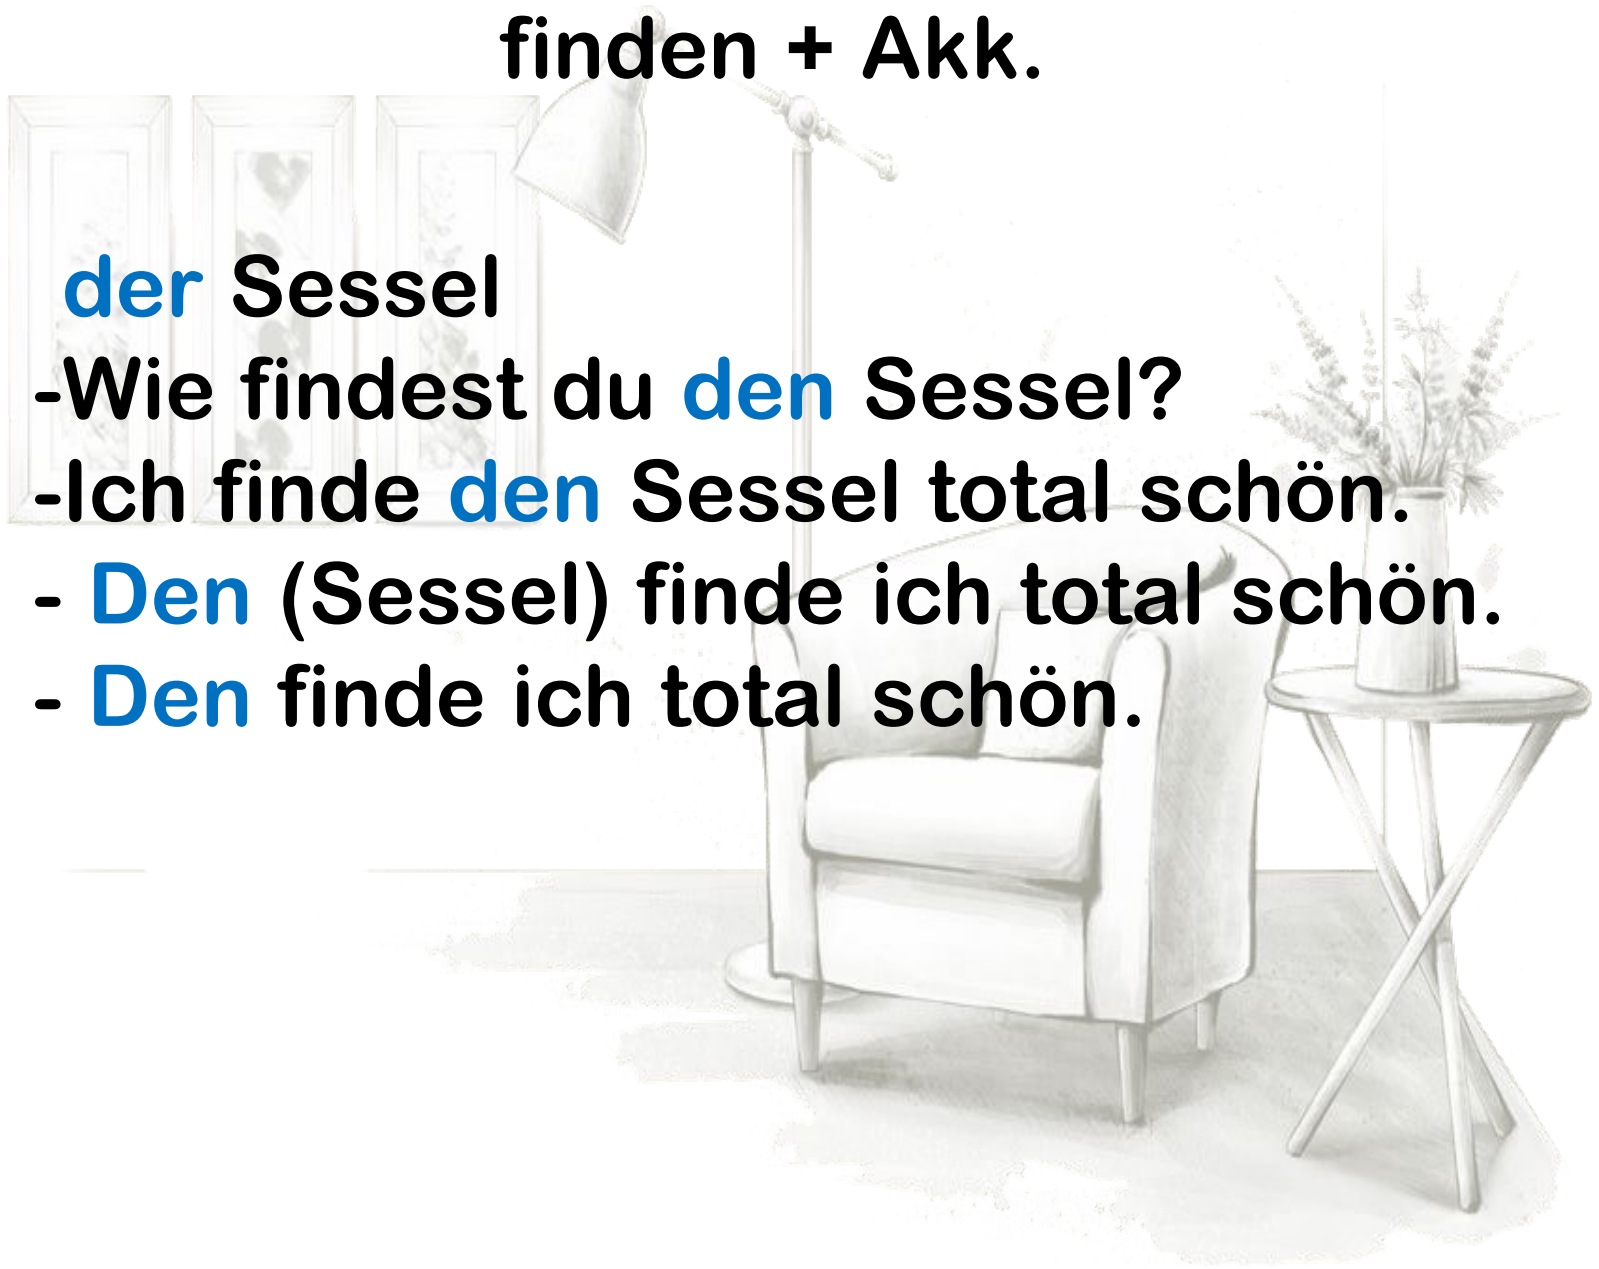 finden + Akk.
der Sessel
-Wie findest du den Sessel?
-Ich finde den Sessel total schön.
- Den (Sessel) finde ich total schön.
- Den finde ich total schön.